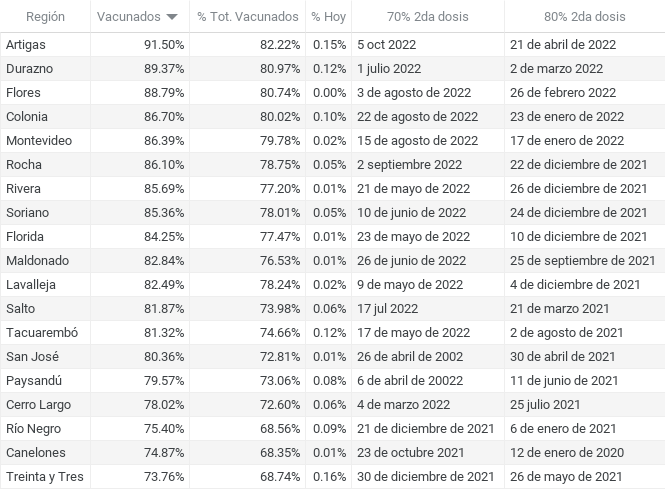 Región Vacunados % Tot. Vacunados % Hoy 70% 2da dosis 80% 2da dosis
Artigas 91.50% 82.22% 0.15% 5 oct 2022 21 de abril de 2022
Durazno 89.37% 80.97% 0.12% 1 julio 2022 2 de marzo 2022
Flores 88.79% 80.74% 0.00% 3 de agosto de 2022 26 de febrero 2022
Colonia 86.70% 80.02% 0.10% 22 de agosto de 2022 23 de enero de 2022
Montevideo 86.39% 79.78% 0.02% 15 de agosto de 2022 17 de enero de 2022
Rocha 86.10% 78.75% 0.05% 2 septiembre 2022 22 de diciembre de 2021
Rivera 85.69% 77.20% 0.01% 21 de mayo de 2022 26 de diciembre de 2021
Soriano 85.36% 78.01% 0.05% 10 de junio de 2022 24 de diciembre de 2021
Florida 84.25% 77.47% 0.01% 23 de mayo de 2022 10 de diciembre de 2021
Maldonado 82.84% 76.53% 0.01% 26 de junio de 2022 25 de septiembre de 2021
Lavalleja 82.49% 78.24% 0.02% 9 de mayo de 2022 4 de diciembre de 2021
Salto 81.87% 73.98% 0.06% 17 jul 2022 21 de marzo 2021
Tacuarembó 81.32% 74.66% 0.12% 17 de mayo de 2022 2 de agosto de 2021
San José 80.36% 72.81% 0.01% 26 de abril de 2002 30 de abril de 2021
Paysandú 79.57% 73.06% 0.08% 6 de abril de 20022 11 de junio de 2021
Cerro Largo 78.02% 72.60% 0.06% 4 de marzo 2022 25 julio 2021
Río Negro 75.40% 68.56% 0.09% 21 de diciembre de 2021 6 de enero de 2021
Canelones 74.87% 68.35% 0.01% 23 de octubre 2021 12 de enero de 2020
Treinta y Tres 73.76% 68.74% 0.16% 30 de diciembre de 2021 26 de mayo de 2021